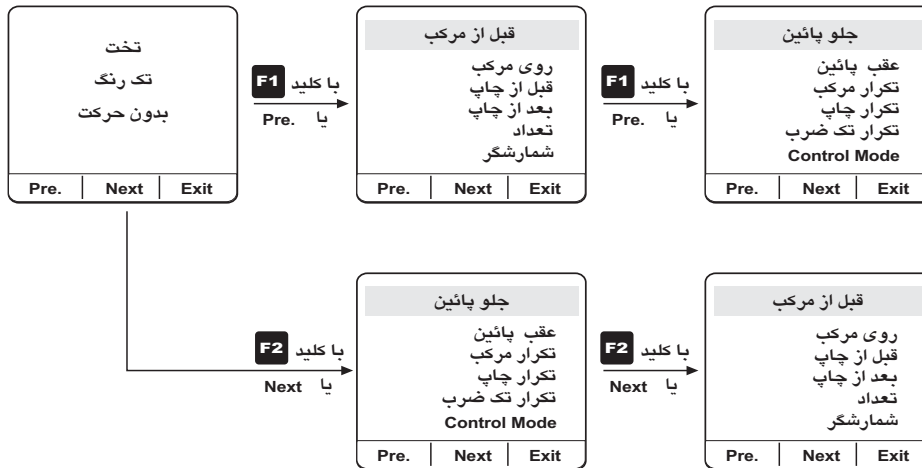 تخت
تک رنگ
بدون حرکت
Pre. Next Exit
با کلید F1
یا Pre.
قبل از مرکب
روی مرکب
قبل از چاپ
بعد از چاپ
تعداد
شمارشگر
Pre. Next Exit
با کلید F1
یا Pre.
جلو پائین
عقب پائین
تکرار مرکب
تکرار چاپ
تکرار تک ضرب
Control Mode
Pre. Next Exit
با کلید F2
یا Next
جلو پائین
عقب پائین
تکرار مرکب
تکرار چاپ
تکرار تک ضرب
Control Mode
Pre. Next Exit
با کلید F2
یا Next
قبل از مرکب
روی مرکب
قبل از چاپ
بعد از چاپ
تعداد
شمارشگر
Pre. Next Exit